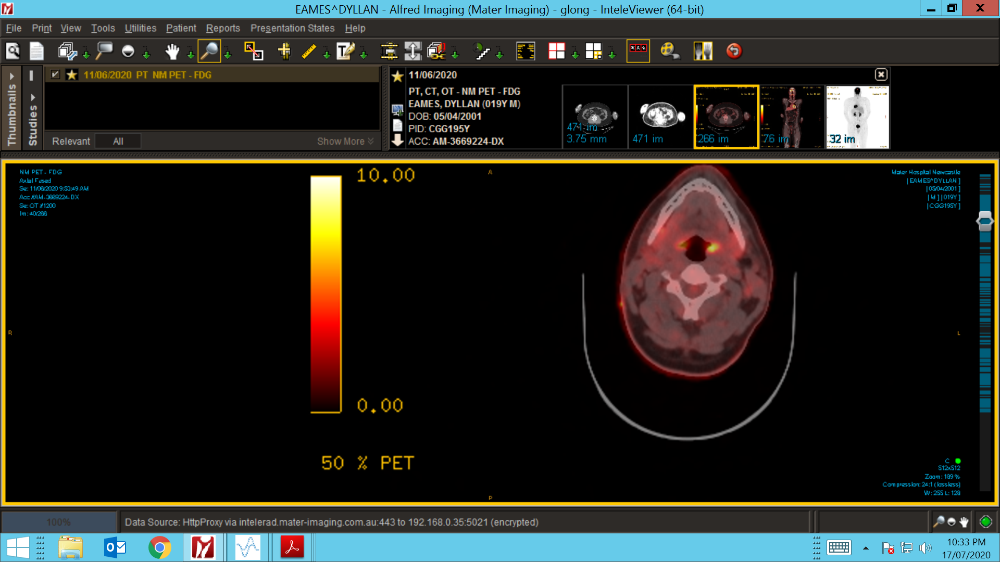 EAMES^DYLLAN - Alfred Imaging (Mater Imaging) - glong - InteleViewer (64-bit)
File Print View Tools Utilities Patient Reports Presentation States Help
Thumbnails
Studies
11/06/2020 PT NM PET - FDG
Relevant All Show More
11/06/2020
PT, CT, OT - NM PET - FDG
EAMES, DYLLAN (019Y M)
DOB: 05/04/2001
PID: CGG195Y
ACC: AM-3669224-DX
471 im
3.75 mm
471 im
266 im
76 im
32 im
NM PET - FDG
Axial Fused
Se: 11/06/2020 9:53:49 AM
Acc #AM-3669224-DX
Se: OT #1200
Im: 40/266
10.00
0.00
50 % PET
A
R
L
P
Mater Hospital Newcastle
[ EAMES^DYLLAN ]
[ 05/04/2001 ]
[ M ] [ 019Y ]
[ CGG195Y ]
C
512x512
Zoom: 189 %
Compression: 24:1 (lossless)
W: 255 L: 128
100%
Data Source: HttpProxy via intelerad.mater-imaging.com.au:443 to 192.168.0.35:5021 (encrypted)
10:33 PM
17/07/2020